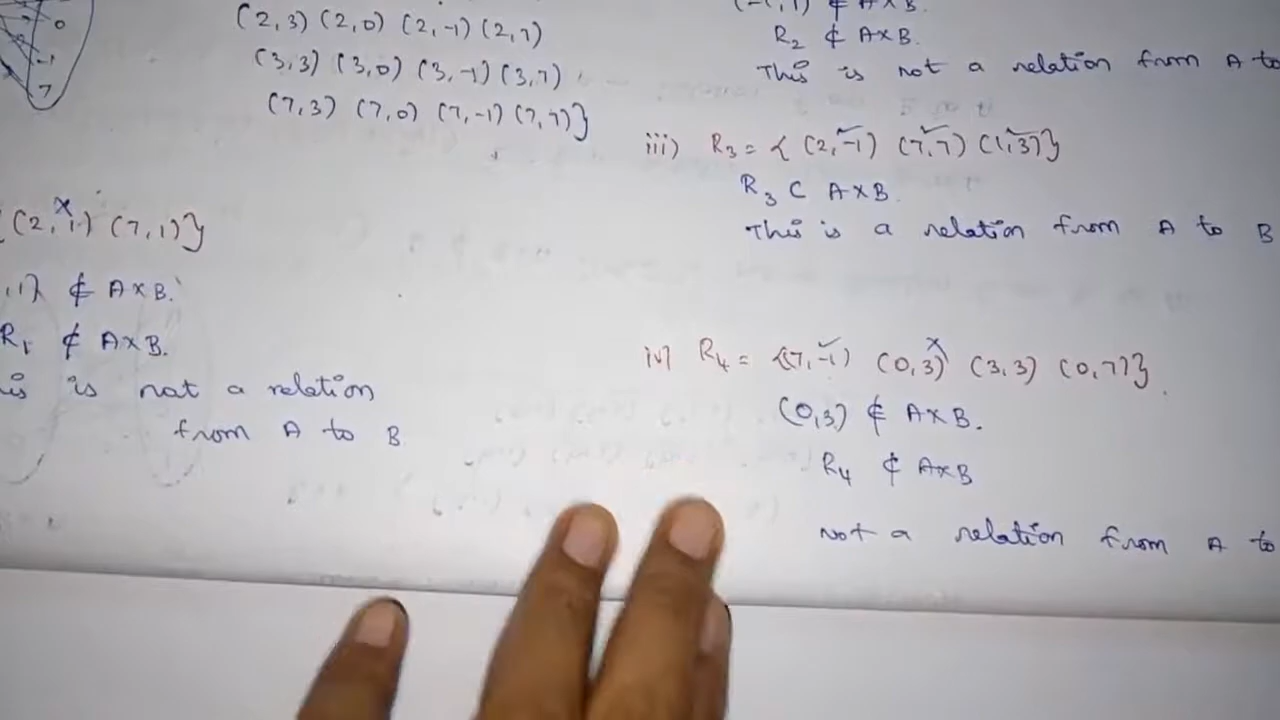 0
-1
7
(2,3) (2,0) (2,-1) (2,7)
(3,3) (3,0) (3,-1) (3,7)
(7,3) (7,0) (7,-1) (7,7)}
{(2,1) (7,1)}
∉ A×B.
R₁ ⊄ A×B.
is not a relation
from A to B
R₂ ⊄ A×B.
This is not a relation from A to
iii) R₃ = { (2,-1) (7,7) (1,3)}
R₃ ⊂ A×B.
This is a relation from A to B
iv) R₄ = {(7,-1) (0,3) (3,3) (0,7)}
(0,3) ∉ A×B.
R₄ ⊄ A×B
Not a relation from A to